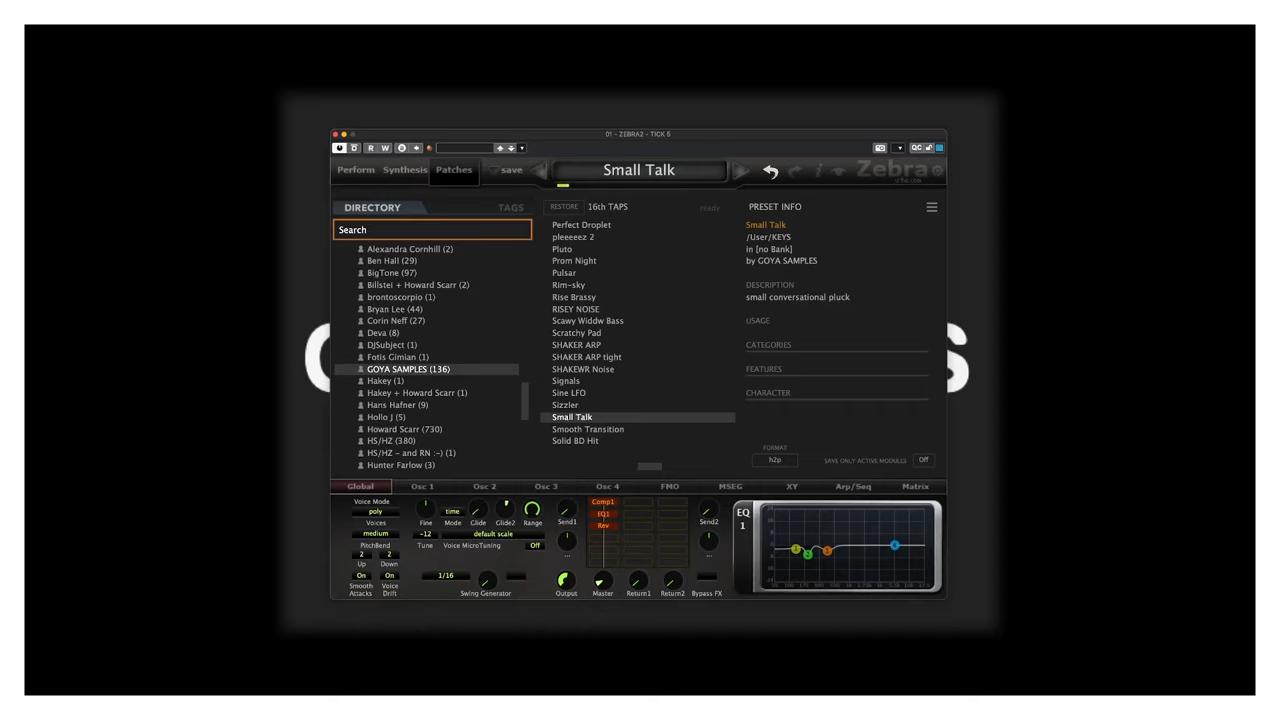 01 - ZEBRA2 - TICK 5
R W QC
Perform Synthesis Patches save Small Talk Zebra
DIRECTORY TAGS
Search
Alexandra Cornhill (2)
Ben Hall (29)
BigTone (97)
Billstei + Howard Scarr (2)
brontoscorpio (1)
Bryan Lee (44)
Corin Neff (27)
Deva (8)
DJSubject (1)
Fotis Gimian (1)
GOYA SAMPLES (136)
Hakey (1)
Hakey + Howard Scarr (1)
Hans Hafner (9)
Hollo J (5)
Howard Scarr (730)
HS/HZ (380)
HS/HZ - and RN :-) (1)
Hunter Farlow (3)
RESTORE 16th TAPS ready
Perfect Droplet
pleeeeez 2
Pluto
Prom Night
Pulsar
Rim-sky
Rise Brassy
RISEY NOISE
Scawy Widdw Bass
Scratchy Pad
SHAKER ARP
SHAKER ARP tight
SHAKEWR Noise
Signals
Sine LFO
Sizzler
Small Talk
Smooth Transition
Solid BD Hit
PRESET INFO
Small Talk
/User/KEYS
in [no Bank]
by GOYA SAMPLES
DESCRIPTION
small conversational pluck
USAGE
CATEGORIES
FEATURES
CHARACTER
FORMAT
h2p SAVE ONLY ACTIVE MODULES Off
Global Osc 1 Osc 2 Osc 3 Osc 4 FMO MSEG XY Arp/Seq Matrix
Voice Mode
poly
Voices
medium
PitchBend
2 2
Up Down
On On
Smooth Attacks Voice Drift
time
Fine Mode Glide Glide2 Range Send1
-12 default scale
Tune Voice MicroTuning Off
...
1/16
Swing Generator
Output Master Return1 Return2 Bypass FX
Comp1
EQ1
Rev
Send2
...
EQ
1
1 2 3 4